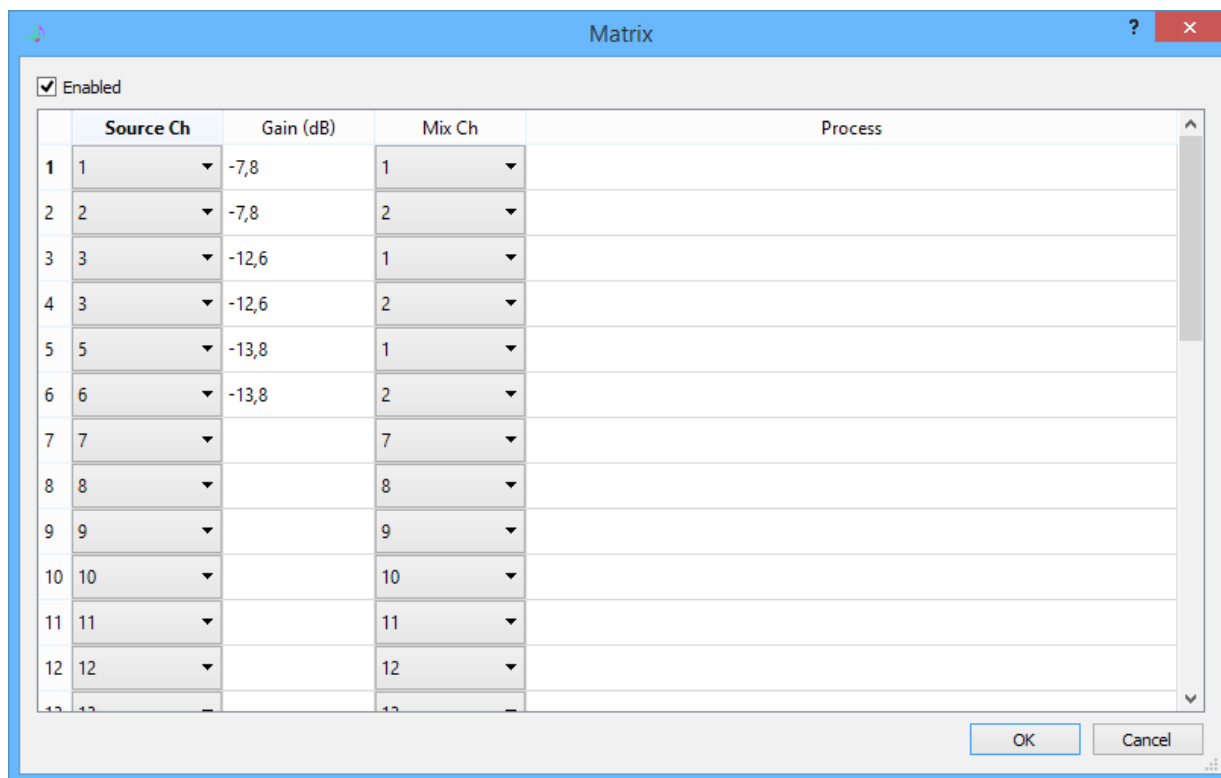 Matrix
?
Enabled
Source Ch Gain (dB) Mix Ch Process
1 1 -7,8 1
2 2 -7,8 2
3 3 -12,6 1
4 3 -12,6 2
5 5 -13,8 1
6 6 -13,8 2
7 7 7
8 8 8
9 9 9
10 10 10
11 11 11
12 12 12
13 13 13
OK Cancel